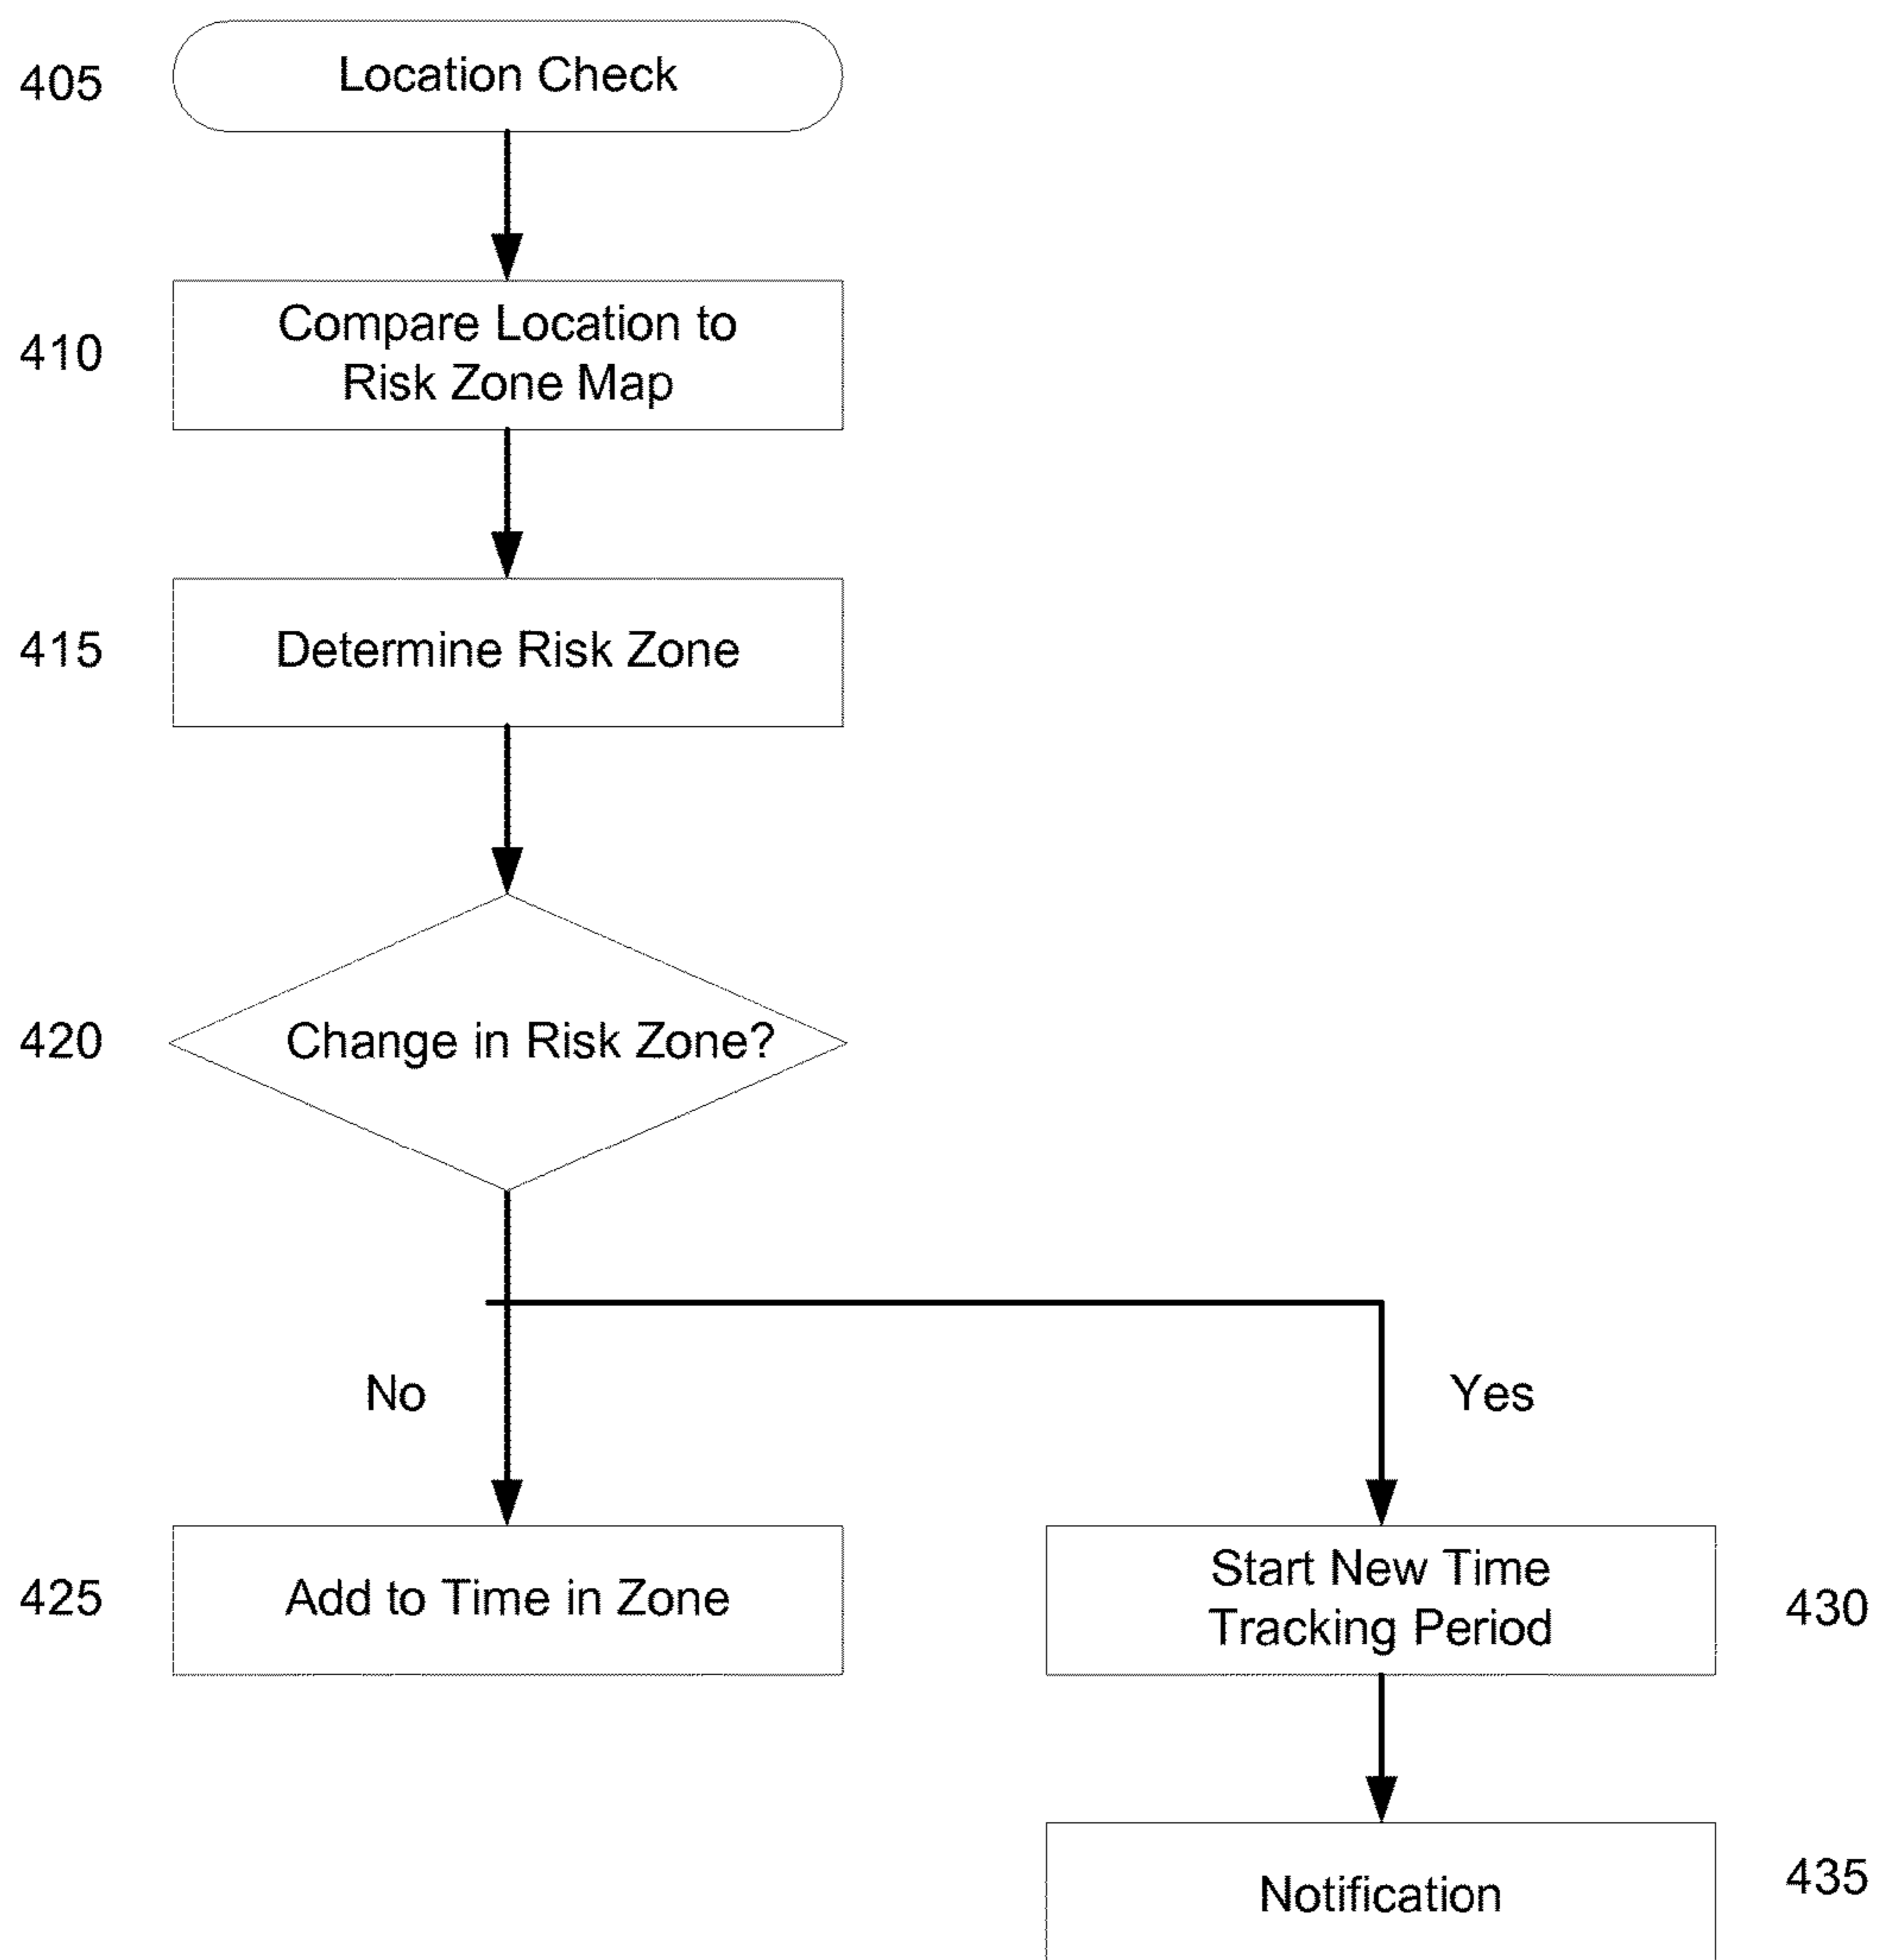 405
Location Check
410
Compare Location to
Risk Zone Map
415
Determine Risk Zone
420
Change in Risk Zone?
No
Yes
425
Add to Time in Zone
Start New Time
Tracking Period
430
Notification
435